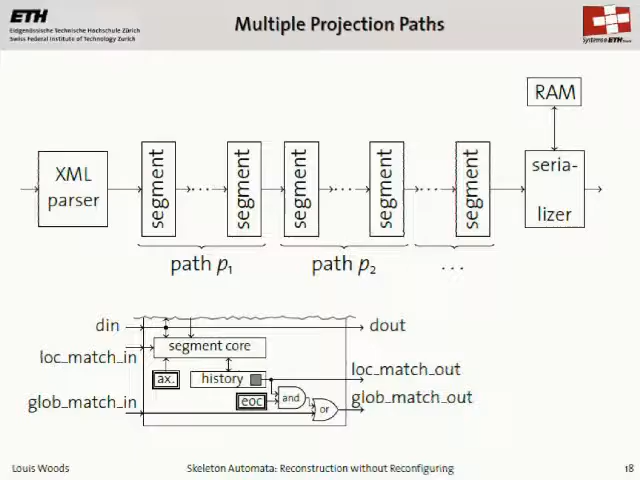 ETH
Eidgenössische Technische Hochschule Zürich
Swiss Federal Institute of Technology Zurich
Multiple Projection Paths
Systems@ETH
RAM
XML
parser
segment
...
segment
segment
...
segment
...
segment
seria-
lizer
path p1
path p2
...
din
dout
segment core
loc_match_in
loc_match_out
ax.
history
glob_match_in
eoc
and
or
glob_match_out
Louis Woods
Skeleton Automata: Reconstruction without Reconfiguring
18